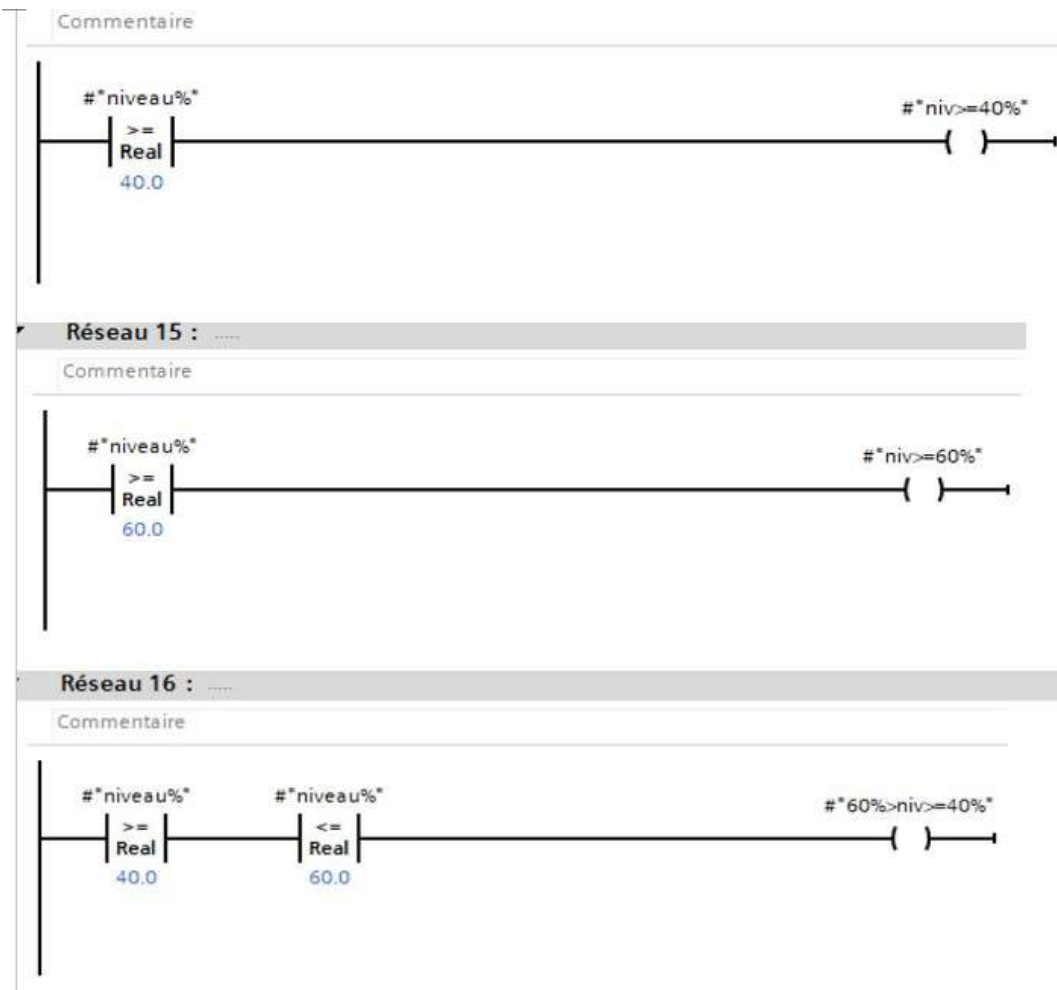 Commentaire
#"niveau%"
#"niv>=40%"
>=
Real
40.0
Réseau 15 : .....
Commentaire
#"niveau%"
#"niv>=60%"
>=
Real
60.0
Réseau 16 : .....
Commentaire
#"niveau%" #"niveau%"
#"60%>niv>=40%"
>= <=
Real Real
40.0 60.0